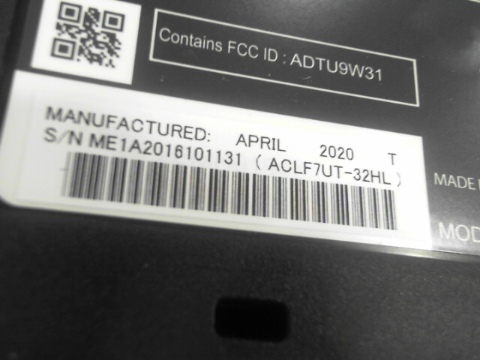 Contains FCC ID : ADTU9W31
MANUFACTURED: APRIL 2020 T
S/N ME1A2016101131 ( ACLF7UT-32HL )
MADE
MOD